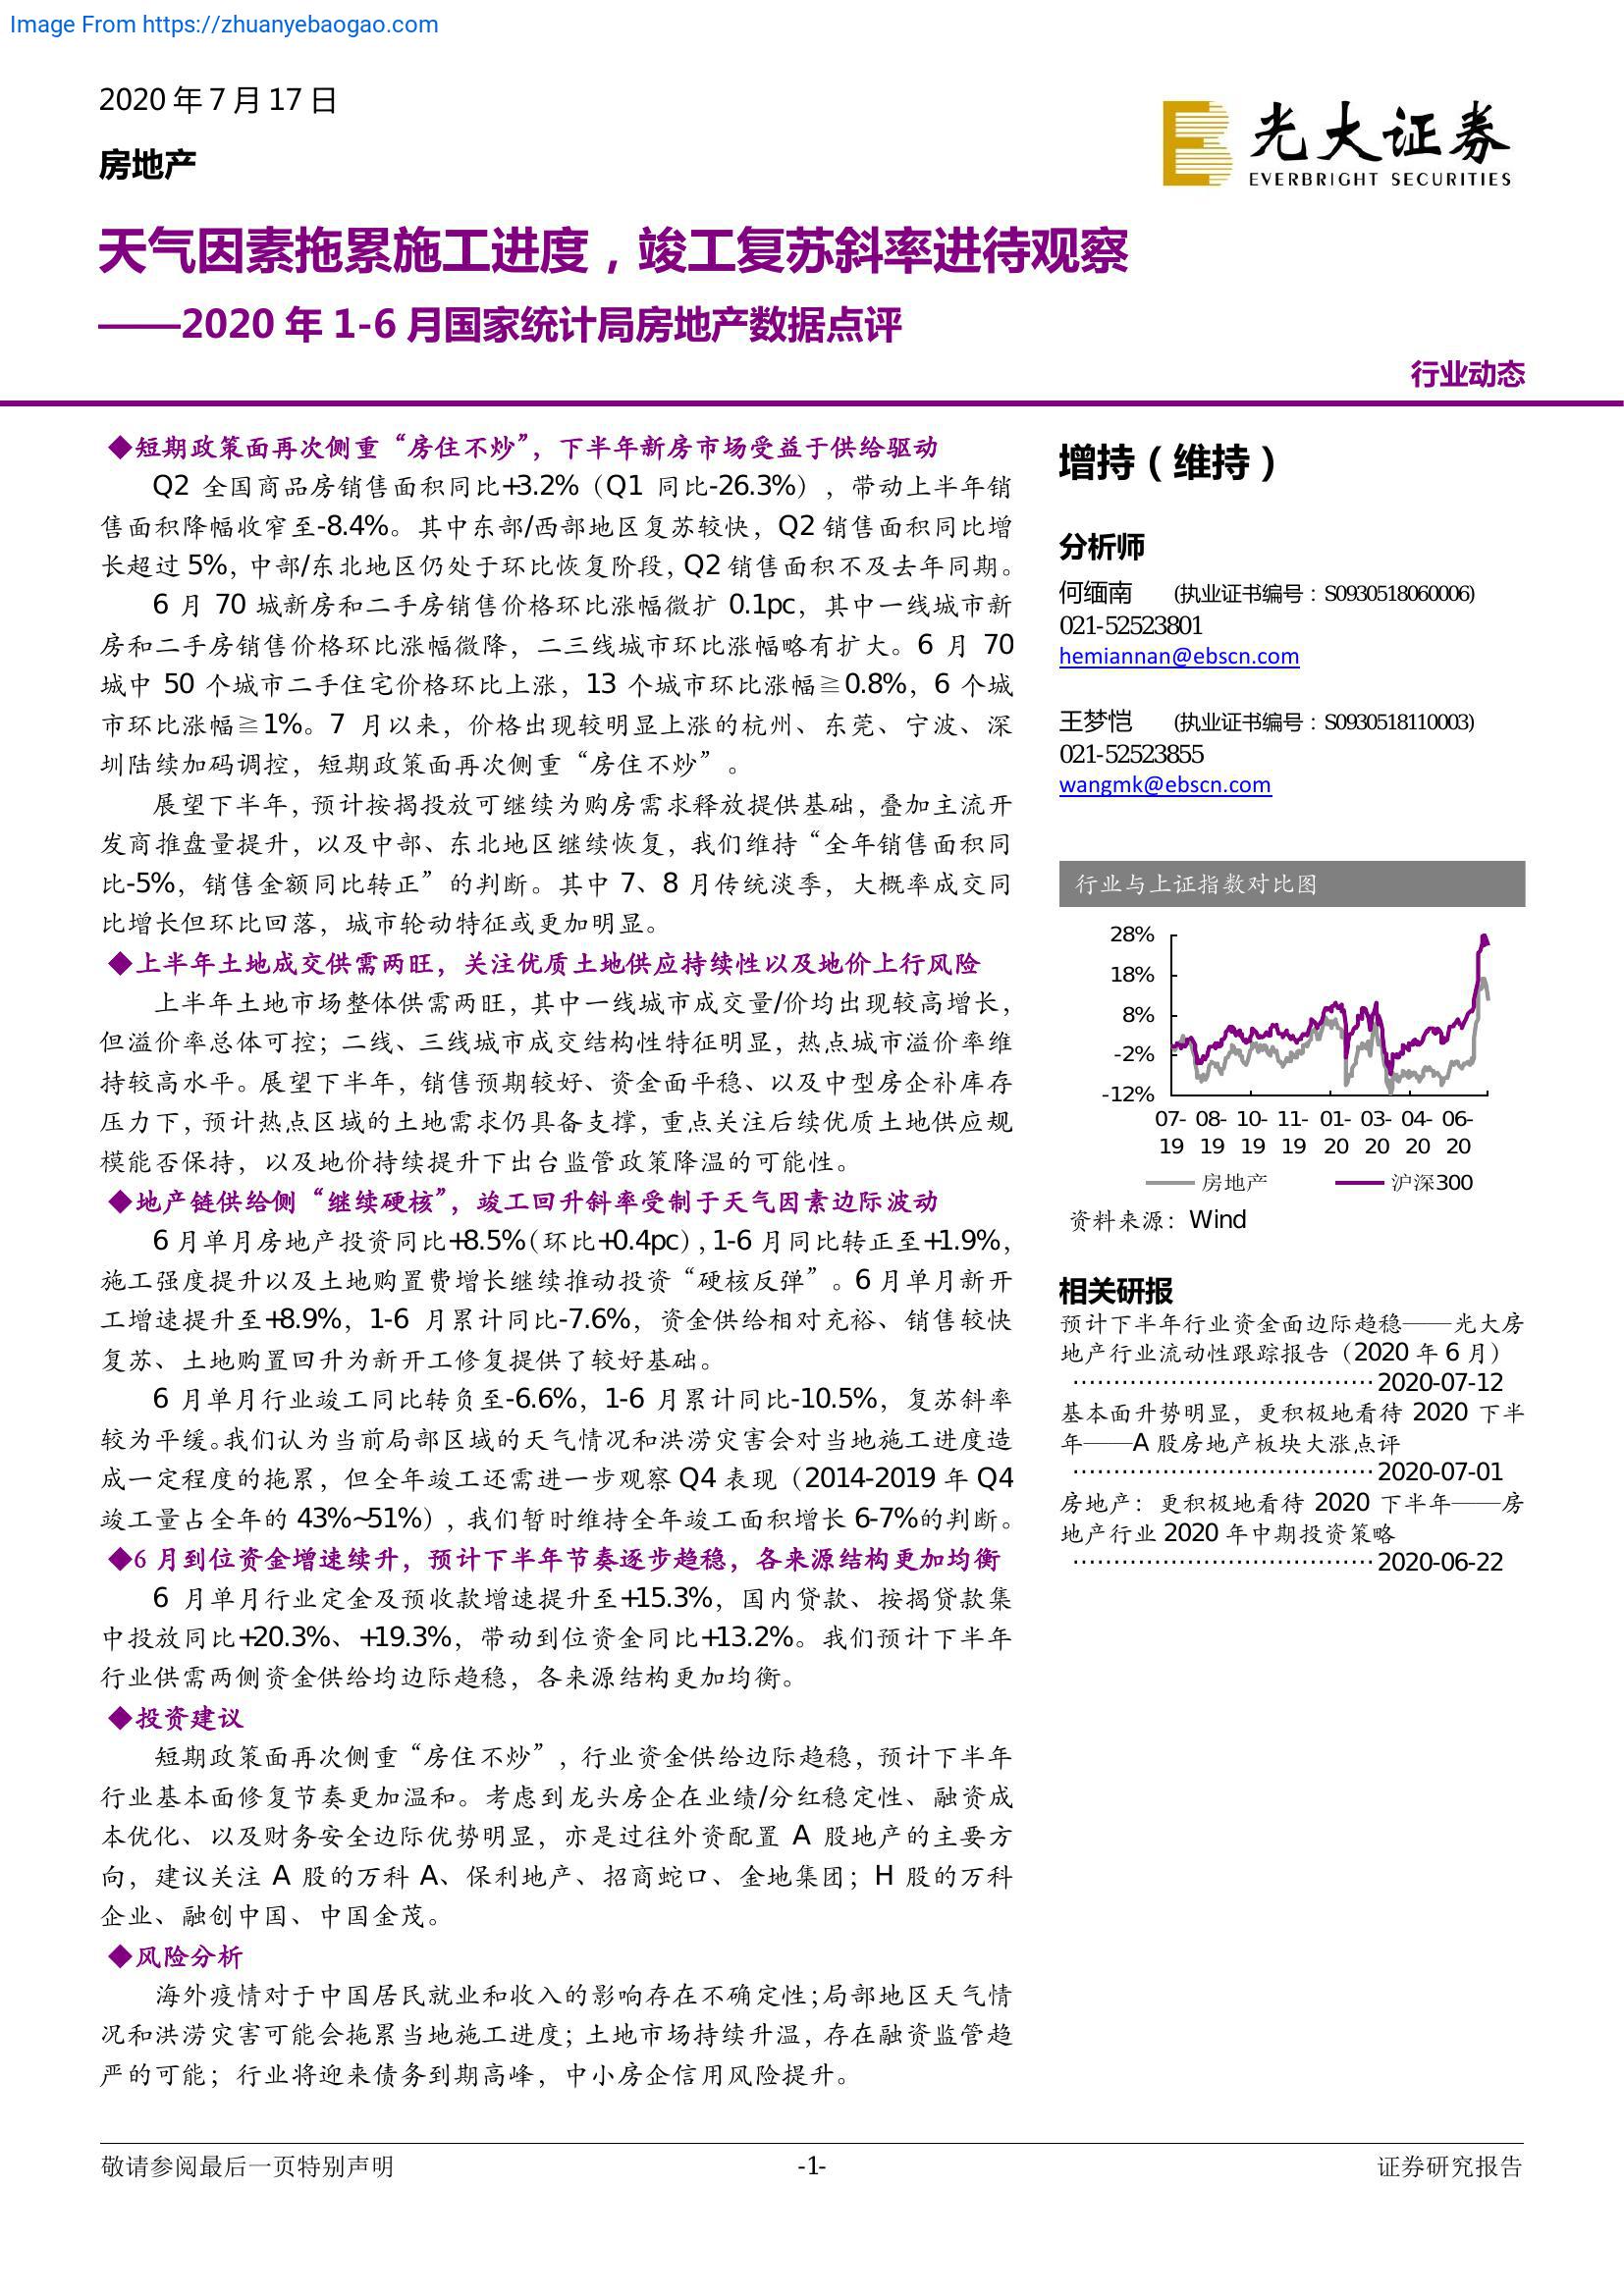 Image From https://zhuanyebaogao.com
2020 年 7 月 17 日
房地产
光大证券
EVERBRIGHT SECURITIES
天气因素拖累施工进度，竣工复苏斜率进待观察
——2020 年 1-6 月国家统计局房地产数据点评
行业动态
◆短期政策面再次侧重“房住不炒”，下半年新房市场受益于供给驱动
Q2 全国商品房销售面积同比+3.2%（Q1 同比-26.3%），带动上半年销
售面积降幅收窄至-8.4%。其中东部/西部地区复苏较快，Q2 销售面积同比增
长超过 5%，中部/东北地区仍处于环比恢复阶段，Q2 销售面积不及去年同期。
6 月 70 城新房和二手房销售价格环比涨幅微扩 0.1pc，其中一线城市新
房和二手房销售价格环比涨幅微降，二三线城市环比涨幅略有扩大。6 月 70
城中 50 个城市二手住宅价格环比上涨，13 个城市环比涨幅≧0.8%，6 个城
市环比涨幅≧1%。7 月以来，价格出现较明显上涨的杭州、东莞、宁波、深
圳陆续加码调控，短期政策面再次侧重“房住不炒”。
展望下半年，预计按揭投放可继续为购房需求释放提供基础，叠加主流开
发商推盘量提升，以及中部、东北地区继续恢复，我们维持“全年销售面积同
比-5%，销售金额同比转正”的判断。其中 7、8 月传统淡季，大概率成交同
比增长但环比回落，城市轮动特征或更加明显。
◆上半年土地成交供需两旺，关注优质土地供应持续性以及地价上行风险
上半年土地市场整体供需两旺，其中一线城市成交量/价均出现较高增长，
但溢价率总体可控；二线、三线城市成交结构性特征明显，热点城市溢价率维
持较高水平。展望下半年，销售预期较好、资金面平稳、以及中型房企补库存
压力下，预计热点区域的土地需求仍具备支撑，重点关注后续优质土地供应规
模能否保持，以及地价持续提升下出台监管政策降温的可能性。
◆地产链供给侧“继续硬核”，竣工回升斜率受制于天气因素边际波动
6 月单月房地产投资同比+8.5%（环比+0.4pc），1-6 月同比转正至+1.9%，
施工强度提升以及土地购置费增长继续推动投资“硬核反弹”。6 月单月新开
工增速提升至+8.9%，1-6 月累计同比-7.6%，资金供给相对充裕、销售较快
复苏、土地购置回升为新开工修复提供了较好基础。
6 月单月行业竣工同比转负至-6.6%，1-6 月累计同比-10.5%，复苏斜率
较为平缓。我们认为当前局部区域的天气情况和洪涝灾害会对当地施工进度造
成一定程度的拖累，但全年竣工还需进一步观察 Q4 表现（2014-2019 年 Q4
竣工量占全年的 43%~51%），我们暂时维持全年竣工面积增长 6-7%的判断。
◆6 月到位资金增速续升，预计下半年节奏逐步趋稳，各来源结构更加均衡
6 月单月行业定金及预收款增速提升至+15.3%，国内贷款、按揭贷款集
中投放同比+20.3%、+19.3%，带动到位资金同比+13.2%。我们预计下半年
行业供需两侧资金供给均边际趋稳，各来源结构更加均衡。
◆投资建议
短期政策面再次侧重“房住不炒”，行业资金供给边际趋稳，预计下半年
行业基本面修复节奏更加温和。考虑到龙头房企在业绩/分红稳定性、融资成
本优化、以及财务安全边际优势明显，亦是过往外资配置 A 股地产的主要方
向，建议关注 A 股的万科 A、保利地产、招商蛇口、金地集团；H 股的万科
企业、融创中国、中国金茂。
◆风险分析
海外疫情对于中国居民就业和收入的影响存在不确定性；局部地区天气情
况和洪涝灾害可能会拖累当地施工进度；土地市场持续升温，存在融资监管趋
严的可能；行业将迎来债务到期高峰，中小房企信用风险提升。
增持（维持）
分析师
何缅南 (执业证书编号：S0930518060006)
021-52523801
hemiannan@ebscn.com
王梦恺 (执业证书编号：S0930518110003)
021-52523855
wangmk@ebscn.com
行业与上证指数对比图
28%
18%
8%
-2%
-12%
07- 08- 10- 11- 01- 03- 04- 06-
19 19 19 19 20 20 20 20
房地产 沪深300
资料来源：Wind
相关研报
预计下半年行业资金面边际趋稳——光大房
地产行业流动性跟踪报告（2020 年 6 月）
·····································2020-07-12
基本面升势明显，更积极地看待 2020 下半
年——A 股房地产板块大涨点评
·····································2020-07-01
房地产：更积极地看待 2020 下半年——房
地产行业 2020 年中期投资策略
·····································2020-06-22
敬请参阅最后一页特别声明 -1- 证券研究报告